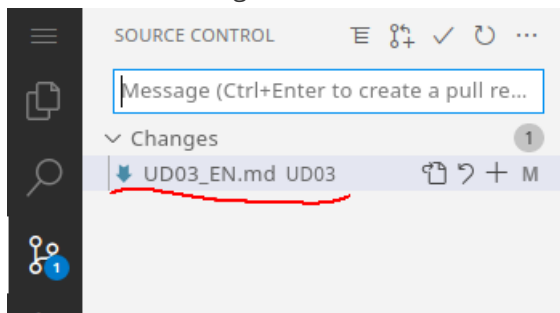 SOURCE CONTROL
Message (Ctrl+Enter to create a pull re...
Changes 1
UD03_EN.md UD03 M
1